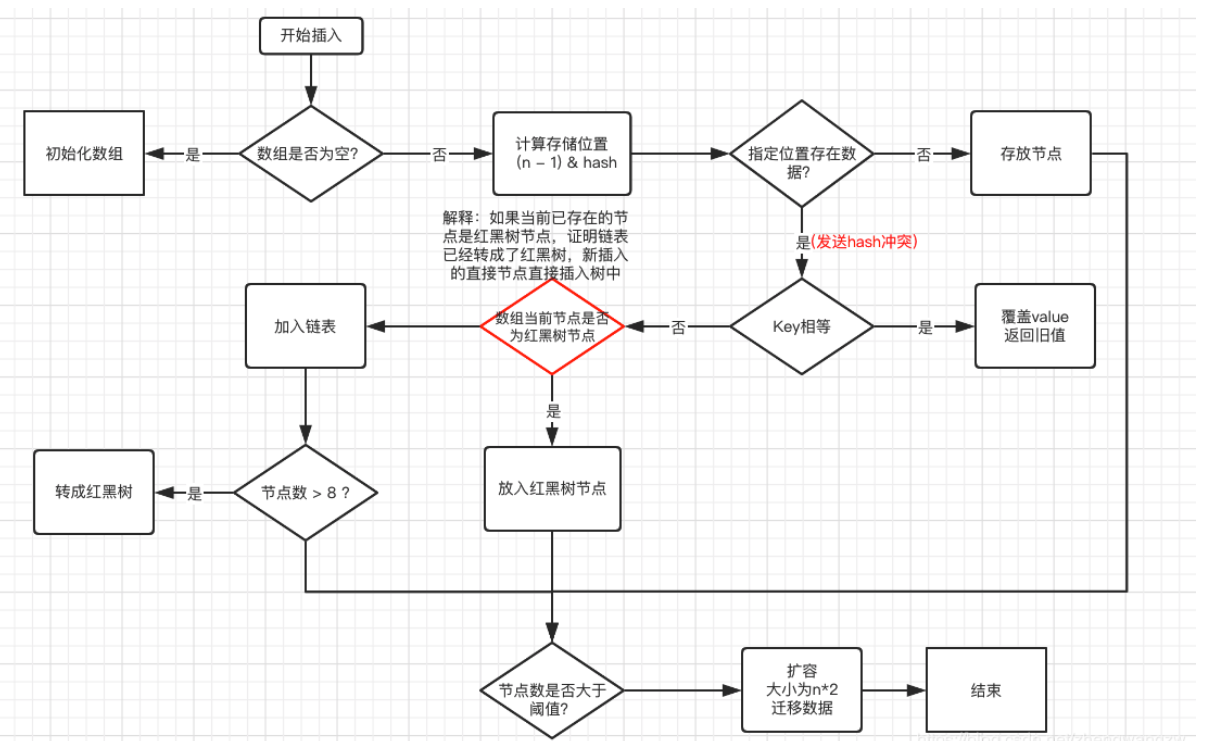 开始插入
初始化数组
是
数组是否为空?
否
计算存储位置
(n – 1) & hash
指定位置存在数
据?
否
存放节点
解释：如果当前已存在的节
点是红黑树节点，证明链表
已经转成了红黑树，新插入
的直接节点直接插入树中
是(发送hash冲突)
加入链表
数组当前节点是否
为红黑树节点
否
Key相等
是
覆盖value
返回旧值
是
转成红黑树
是
节点数 > 8 ?
放入红黑树节点
节点数是否大于
阈值?
扩容
大小为n*2
迁移数据
结束